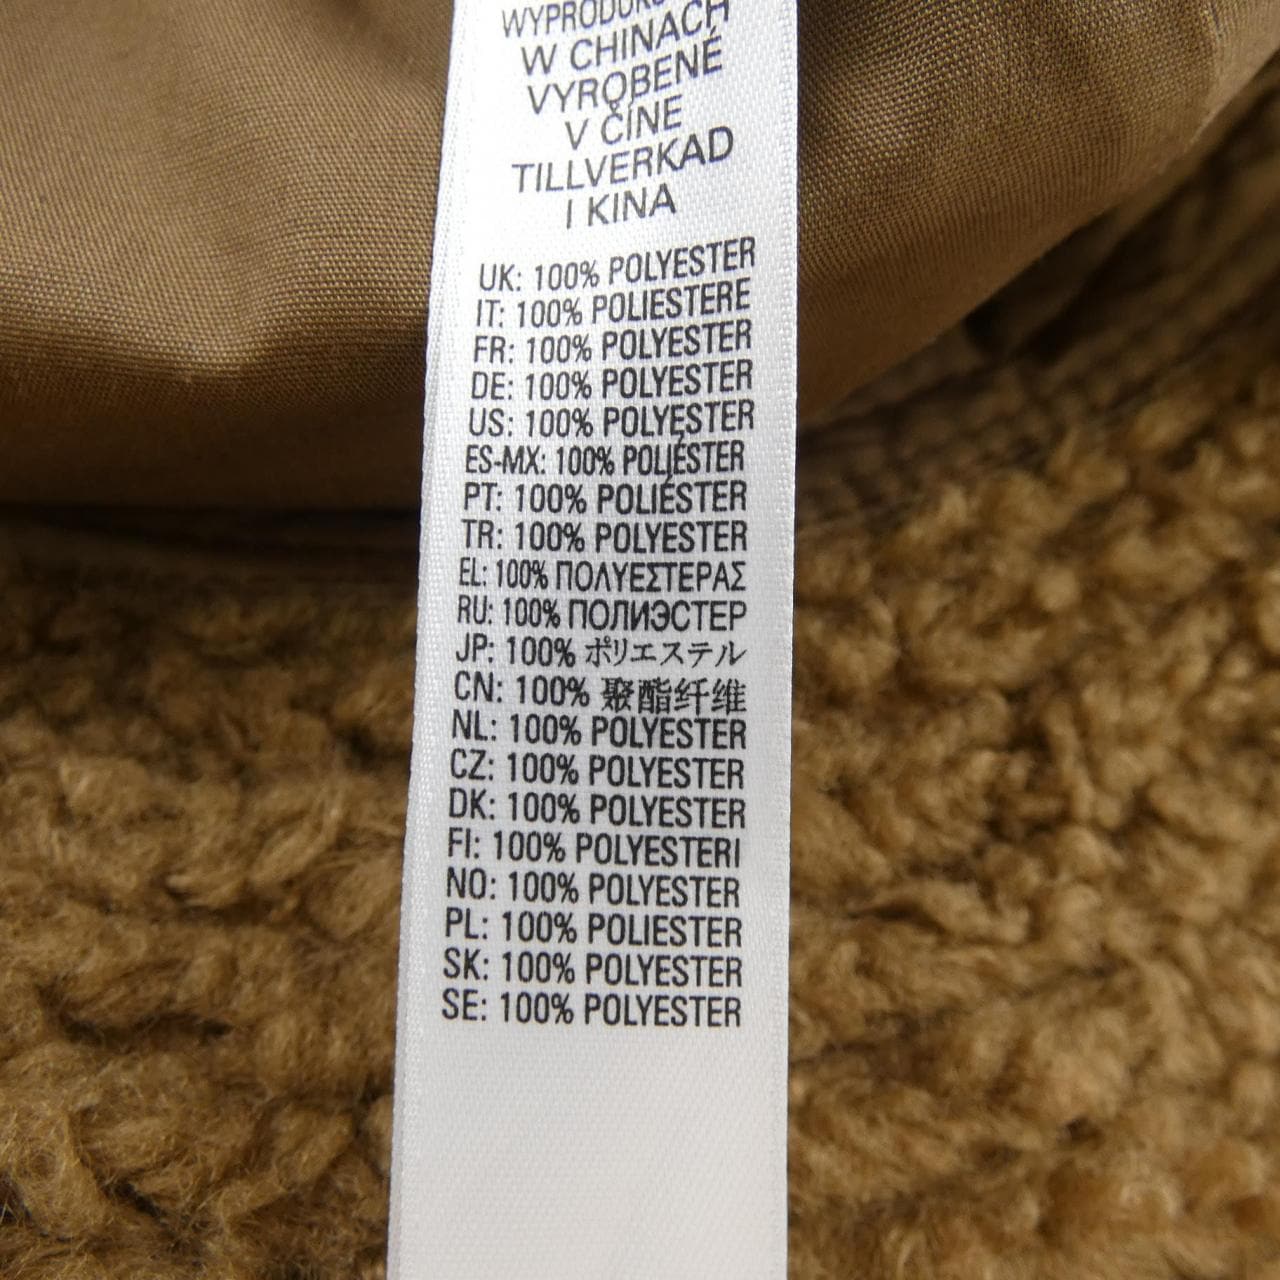 W CHINACH
VYROBENÉ
V ČÍNE
TILLVERKAD
I KINA
UK: 100% POLYESTER
IT: 100% POLIESTERE
FR: 100% POLYESTER
DE: 100% POLYESTER
US: 100% POLYESTER
ES-MX: 100% POLIÉSTER
PT: 100% POLIÉSTER
TR: 100% POLYESTER
EL: 100% ΠΟΛΥΕΣΤΕΡΑΣ
RU: 100% ПОЛИЭСТЕР
JP: 100% ポリエステル
CN: 100% 聚酯纤维
NL: 100% POLYESTER
CZ: 100% POLYESTER
DK: 100% POLYESTER
FI: 100% POLYESTERI
NO: 100% POLYESTER
PL: 100% POLIESTER
SK: 100% POLYESTER
SE: 100% POLYESTER